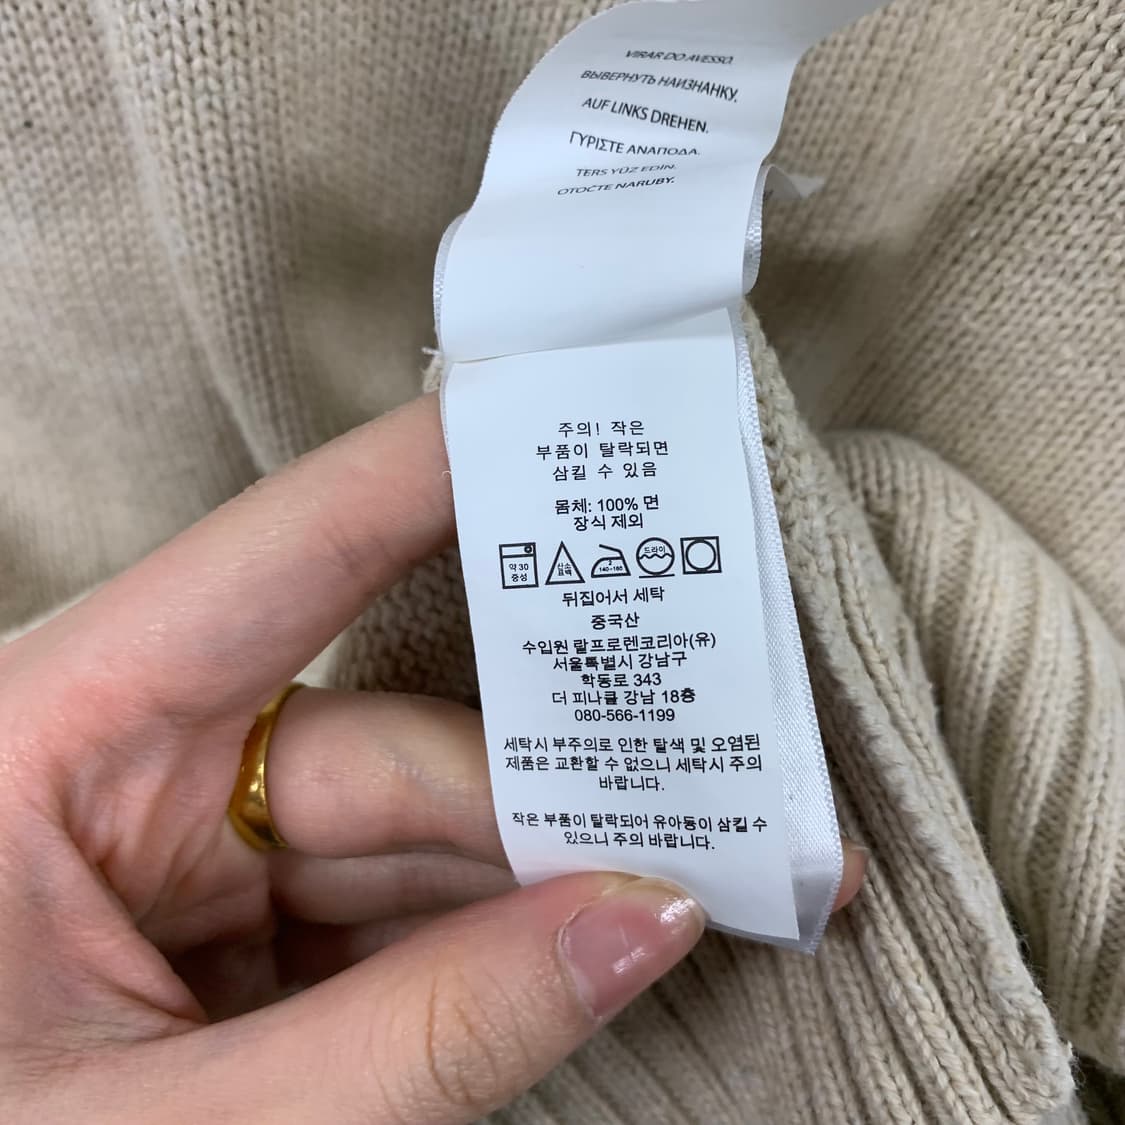 VIRAR DO AVESSO.
ВЫВЕРНУТЬ НАИЗНАНКУ.
AUF LINKS DREHEN.
ΓΥΡΙΣΤΕ ΑΝΑΠΟΔΑ.
TERS YÜZ EDIN.
OTOČTE NARUBY.
주의! 작은
부품이 탈락되면
삼킬 수 있음
몸체: 100% 면
장식 제외
약 30
중성
산소
표백
2
140~160
드라이
뒤집어서 세탁
중국산
수입원 랄프로렌코리아(유)
서울특별시 강남구
학동로 343
더 피나클 강남 18층
080-566-1199
세탁시 부주의로 인한 탈색 및 오염된
제품은 교환할 수 없으니 세탁시 주의
바랍니다.
작은 부품이 탈락되어 유아동이 삼킬 수
있으니 주의 바랍니다.